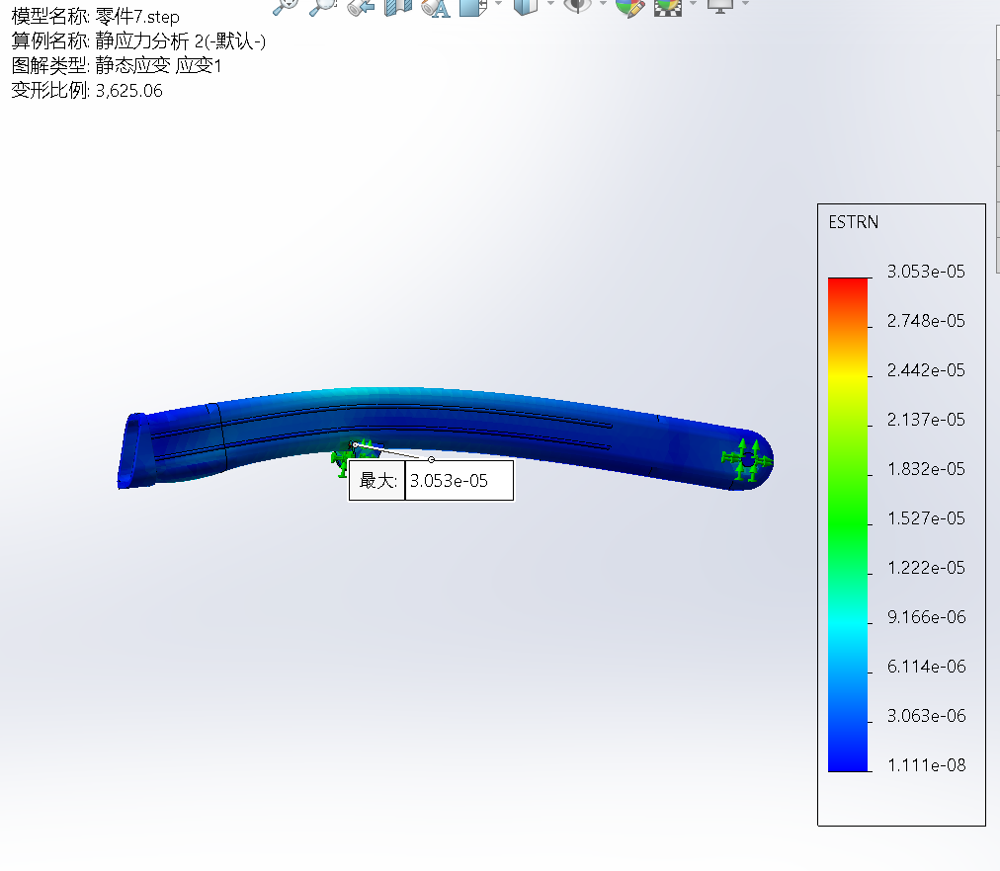 模型名称: 零件7.step
算例名称: 静应力分析 2(-默认-)
图解类型: 静态应变 应变1
变形比例: 3,625.06
ESTRN
3.053e-05
2.748e-05
2.442e-05
2.137e-05
1.832e-05
1.527e-05
1.222e-05
9.166e-06
6.114e-06
3.063e-06
1.111e-08
最大: 3.053e-05